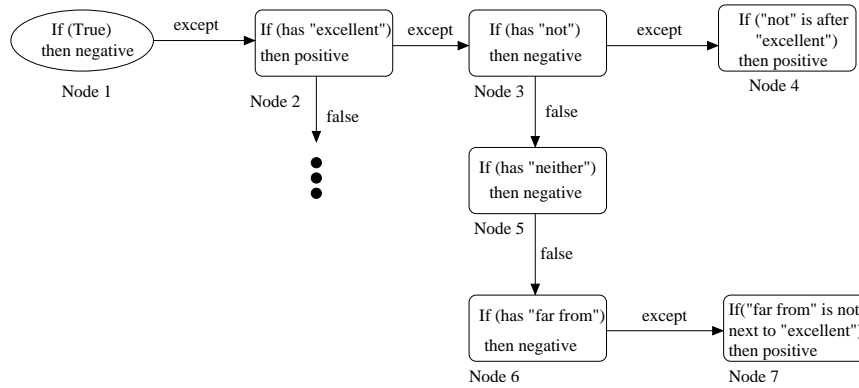 If (True)
then negative
Node 1
except
If (has "excellent")
then positive
Node 2
except
If (has "not")
then negative
Node 3
except
If ("not" is after
"excellent")
then positive
Node 4
false
false
If (has "neither")
then negative
Node 5
false
If (has "far from")
then negative
Node 6
except
If("far from" is not
next to "excellent")
then positive
Node 7